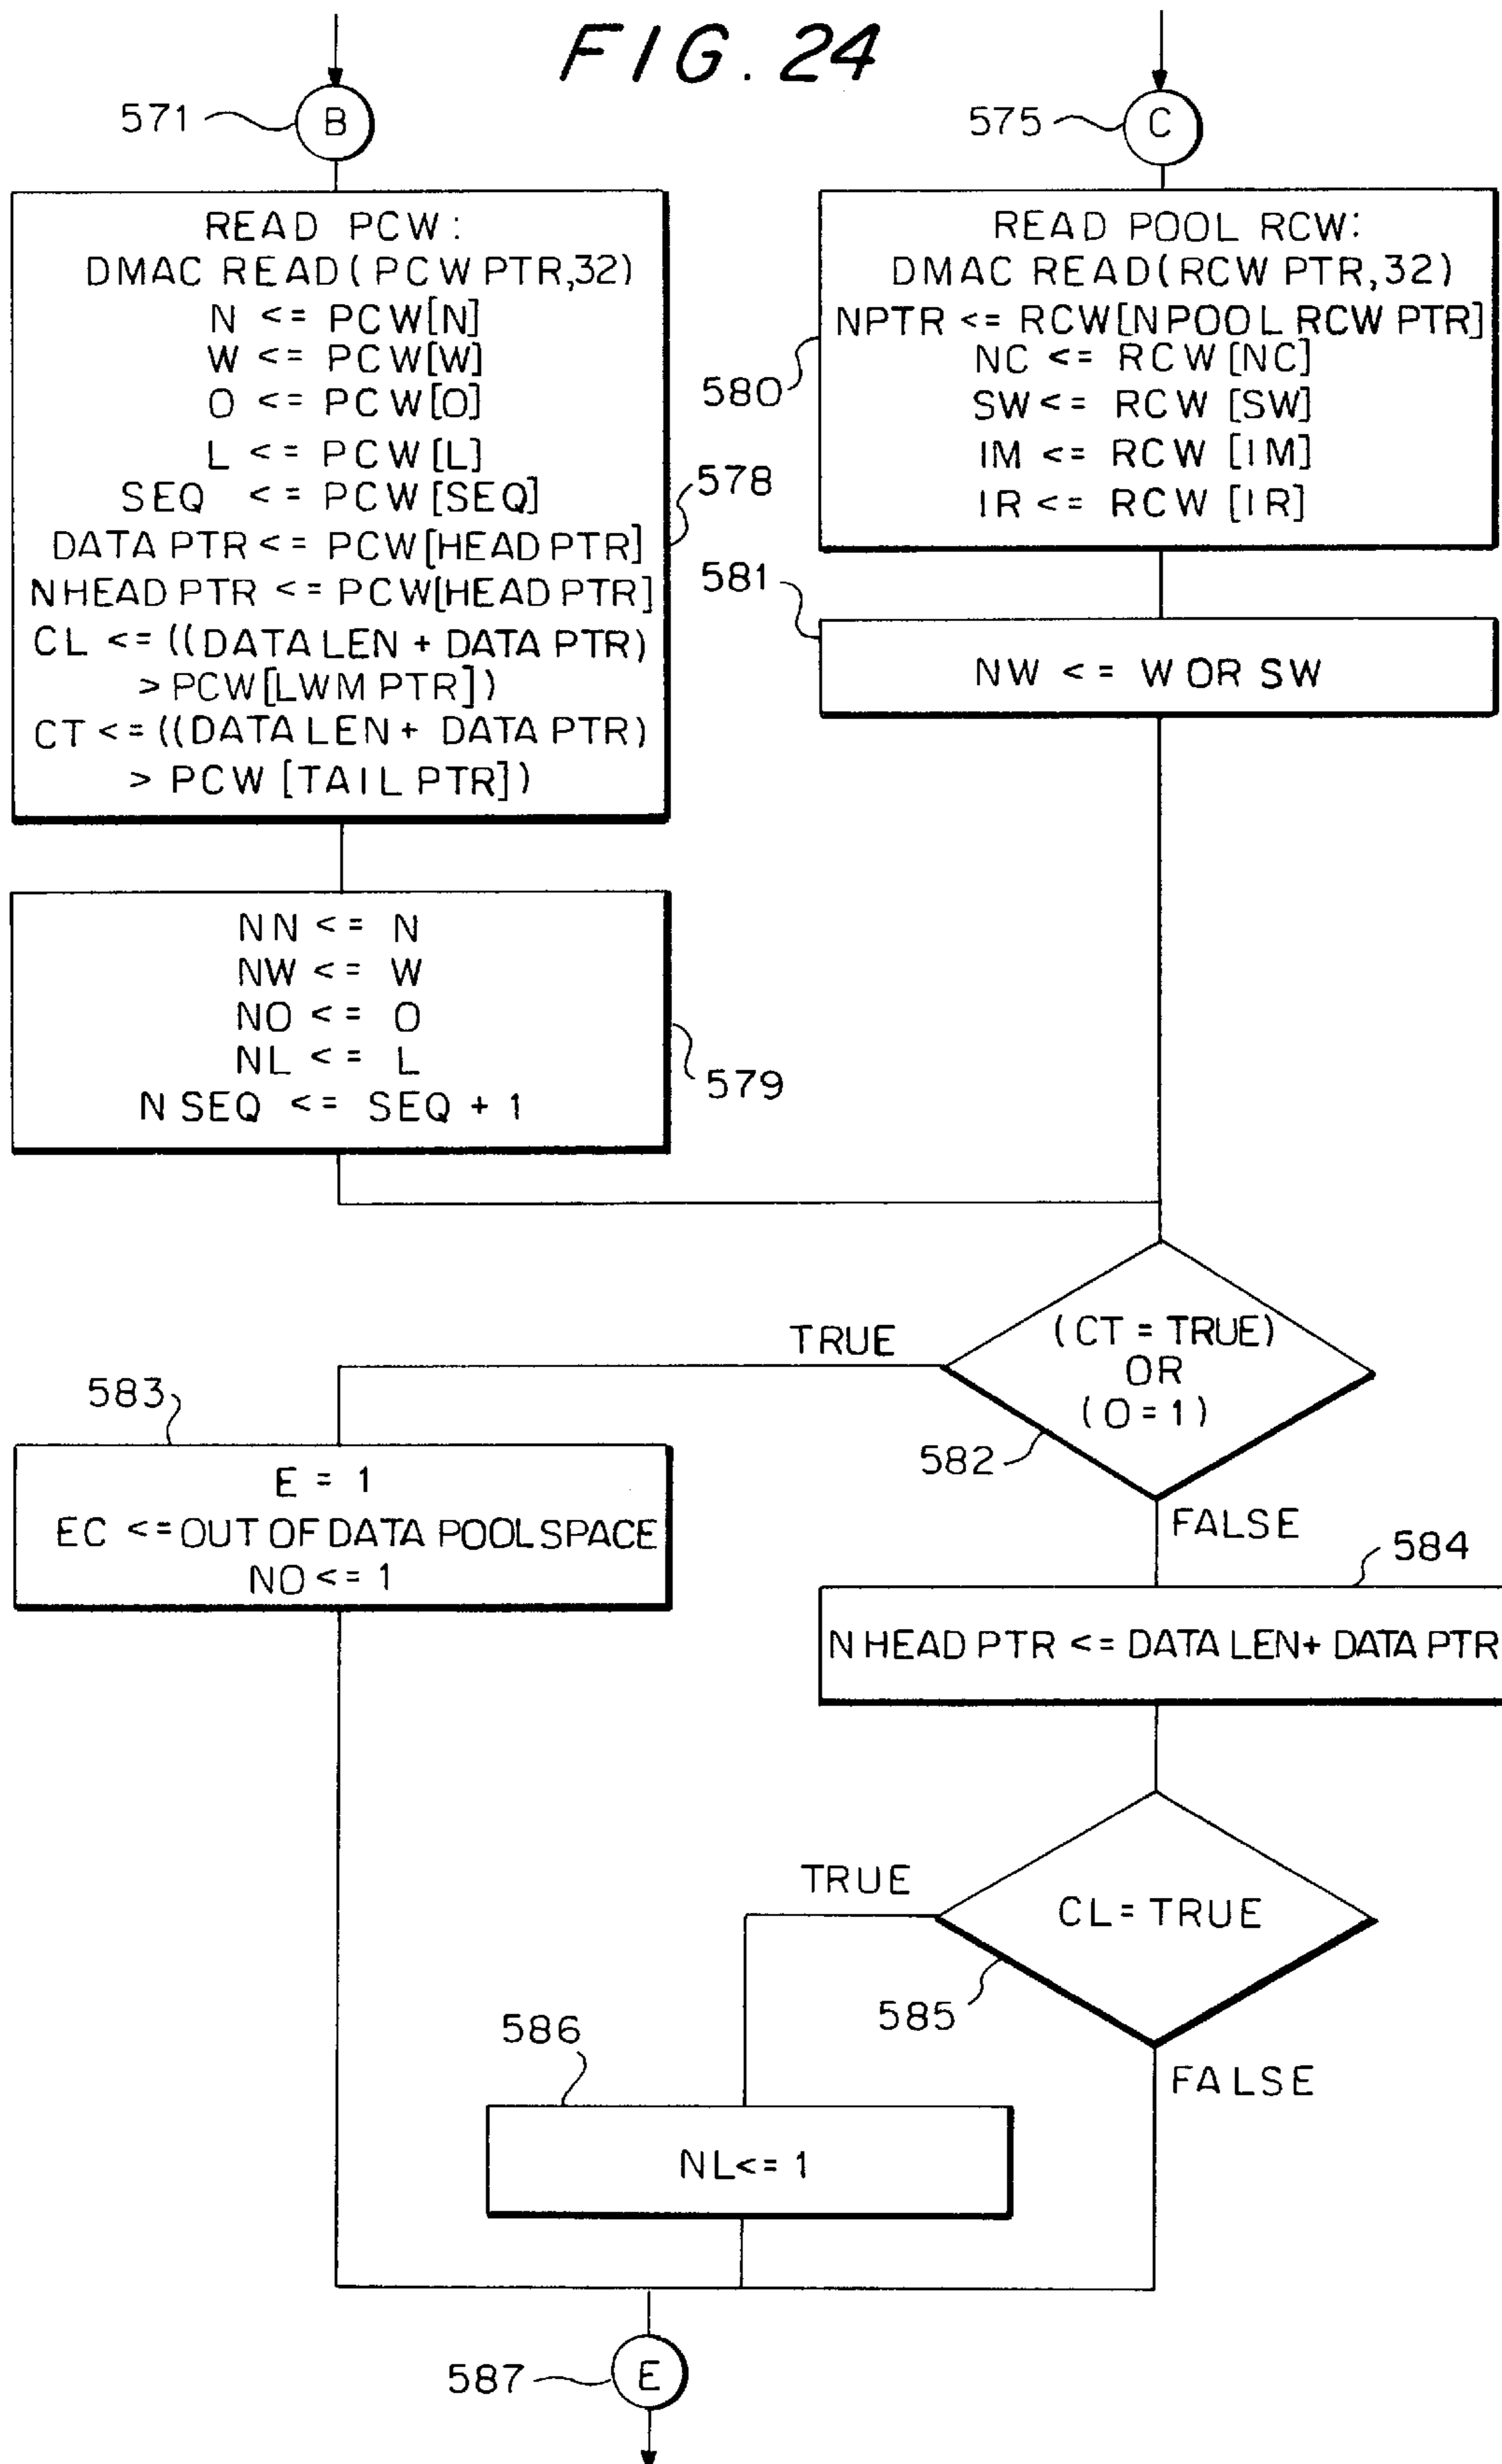 FIG. 24
571
B
READ PCW:
DMAC READ(PCW PTR,32)
N <= PCW[N]
W <= PCW[W]
O <= PCW[O]
L <= PCW[L]
SEQ <= PCW[SEQ]
DATA PTR <= PCW[HEAD PTR]
NHEAD PTR <= PCW[HEAD PTR]
CL <= ((DATA LEN + DATA PTR)
> PCW[LWM PTR])
CT <= ((DATA LEN + DATA PTR)
> PCW [TAIL PTR])
578
NN <= N
NW <= W
NO <= O
NL <= L
N SEQ <= SEQ + 1
579
575
C
READ POOL RCW:
DMAC READ(RCW PTR,32)
NPTR <= RCW[NPOOL RCW PTR]
NC <= RCW [NC]
SW <= RCW [SW]
IM <= RCW [IM]
IR <= RCW [IR]
580
581
NW <= W OR SW
TRUE
(CT = TRUE)
OR
(O = 1)
582
FALSE
583
E = 1
EC <= OUT OF DATA POOL SPACE
NO <= 1
584
N HEAD PTR <= DATA LEN + DATA PTR
TRUE
CL = TRUE
585
FALSE
586
NL <= 1
587
E